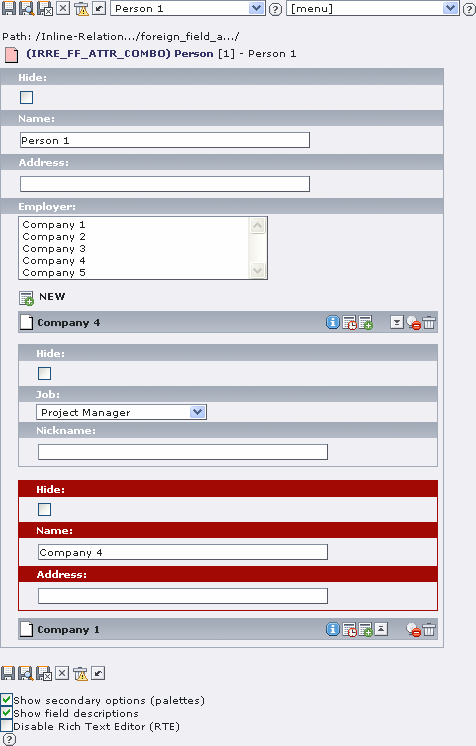 Person 1 [menu]
Path: /Inline-Relation.../foreign_field_a.../
(IRRE_FF_ATTR_COMBO) Person [1] - Person 1
Hide:
Name:
Person 1
Address:
Employer:
Company 1
Company 2
Company 3
Company 4
Company 5
NEW
Company 4
Hide:
Job:
Project Manager
Nickname:
Hide:
Name:
Company 4
Address:
Company 1
Show secondary options (palettes)
Show field descriptions
Disable Rich Text Editor (RTE)